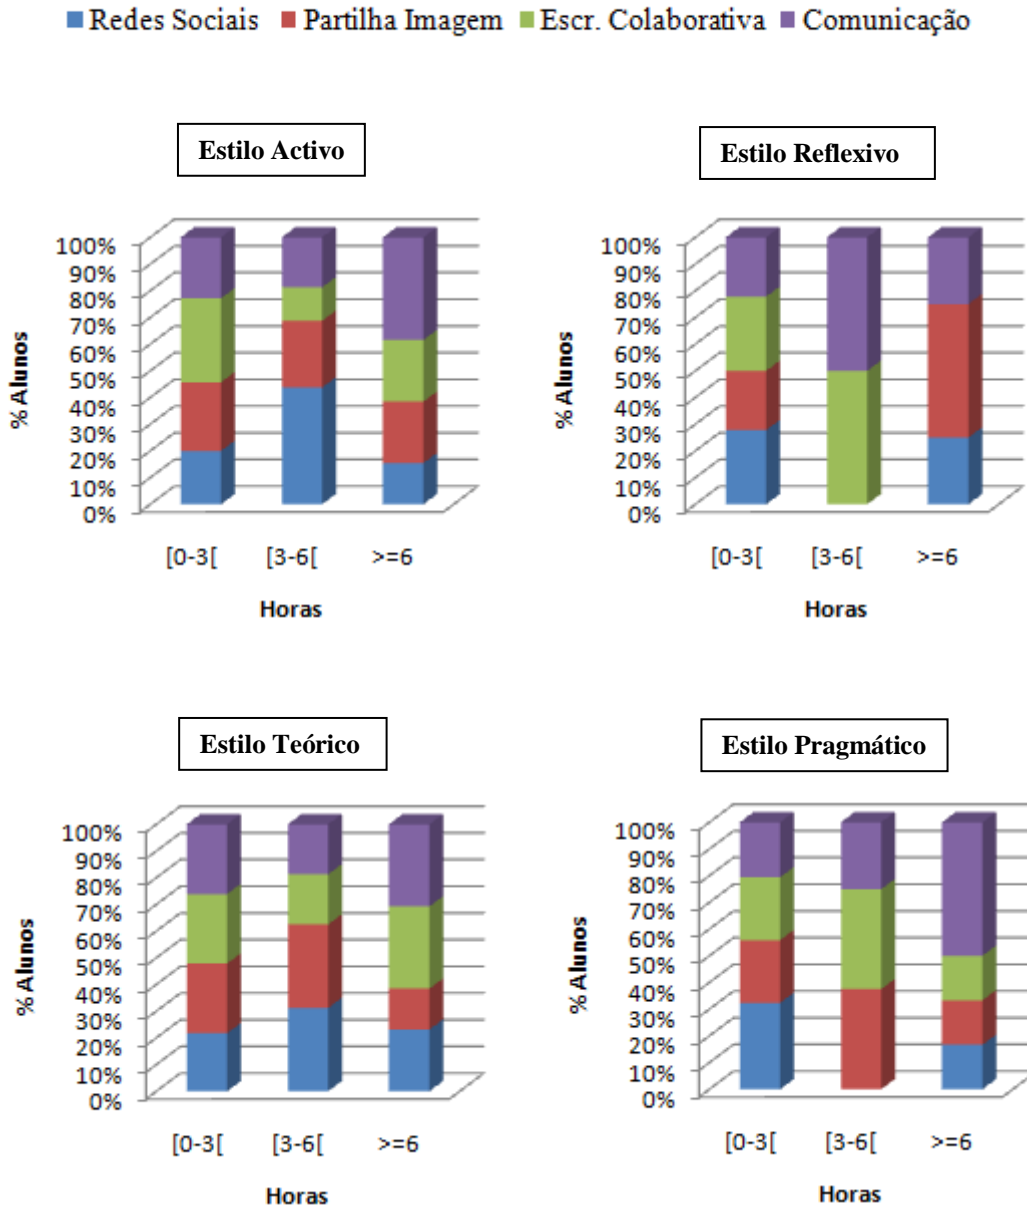 Redes Sociais Partilha Imagem Escr. Colaborativa Comunicação
Estilo Activo
% Alunos
100%
90%
80%
70%
60%
50%
40%
30%
20%
10%
0%
[0-3[ [3-6[ >=6
Horas
Estilo Reflexivo
% Alunos
100%
90%
80%
70%
60%
50%
40%
30%
20%
10%
0%
[0-3[ [3-6[ >=6
Horas
Estilo Teórico
% Alunos
100%
90%
80%
70%
60%
50%
40%
30%
20%
10%
0%
[0-3[ [3-6[ >=6
Horas
Estilo Pragmático
% Alunos
100%
90%
80%
70%
60%
50%
40%
30%
20%
10%
0%
[0-3[ [3-6[ >=6
Horas